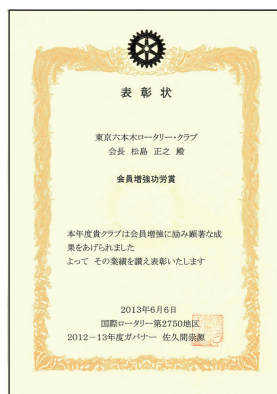 表彰状
東京六本木ロータリー・クラブ
会長 松島 正之 殿
会員増強功労賞
本年度貴クラブは会員増強に励み顕著な成
果をあげられました
よって その業績を讃え表彰いたします
2013年6月6日
国際ロータリー第2750地区
2012-13年度ガバナー 佐久間崇源